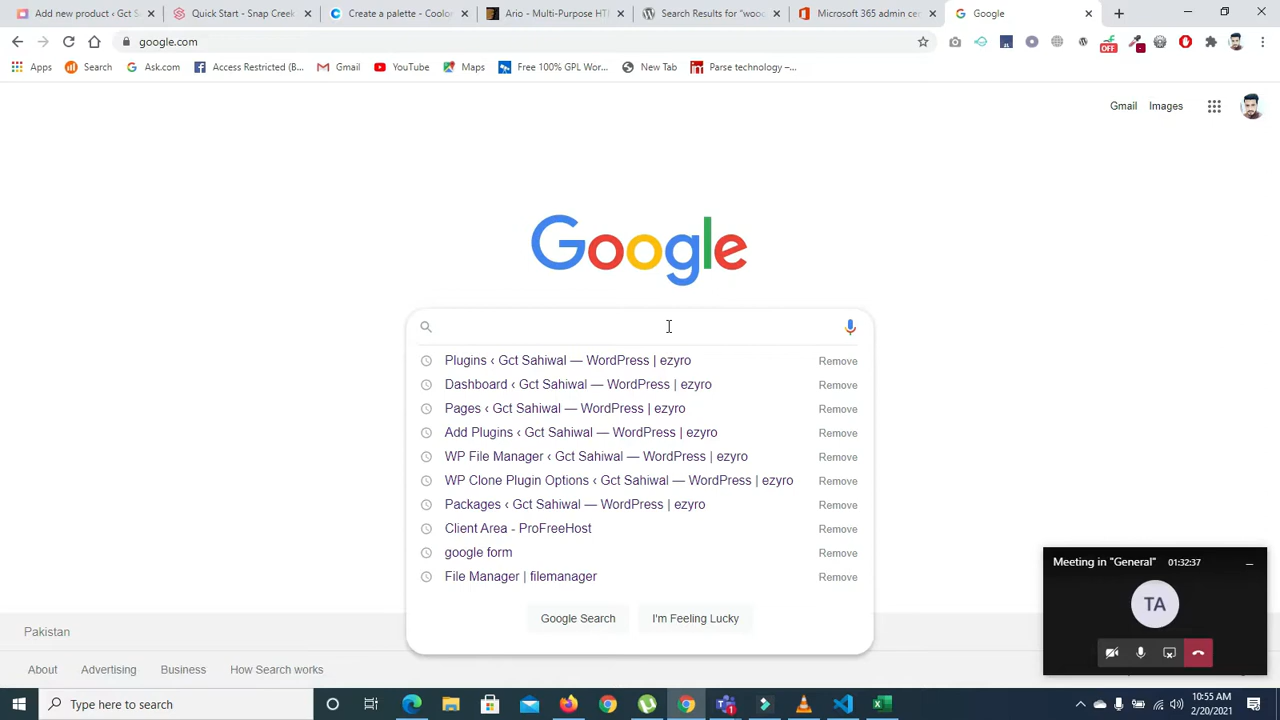 Add new product ‹ Gct S
Quick Start - Snap Creek
Create a palette - Coolor
Ario - Multi-Purpose HT
Search Results for “woo
Microsoft 365 admin cen
Google
google.com
OFF
Apps
Search
Ask.com
Access Restricted (B...
Gmail
YouTube
Maps
Free 100% GPL Wor...
New Tab
Parse technology –...
Gmail
Images
Google
Plugins ‹ Gct Sahiwal — WordPress | ezyro
Remove
Dashboard ‹ Gct Sahiwal — WordPress | ezyro
Remove
Pages ‹ Gct Sahiwal — WordPress | ezyro
Remove
Add Plugins ‹ Gct Sahiwal — WordPress | ezyro
Remove
WP File Manager ‹ Gct Sahiwal — WordPress | ezyro
Remove
WP Clone Plugin Options ‹ Gct Sahiwal — WordPress | ezyro
Remove
Packages ‹ Gct Sahiwal — WordPress | ezyro
Remove
Client Area - ProFreeHost
Remove
google form
Remove
File Manager | filemanager
Remove
Google Search
I'm Feeling Lucky
Meeting in "General"
01:32:37
TA
Pakistan
About
Advertising
Business
How Search works
Type here to search
10:55 AM
2/20/2021